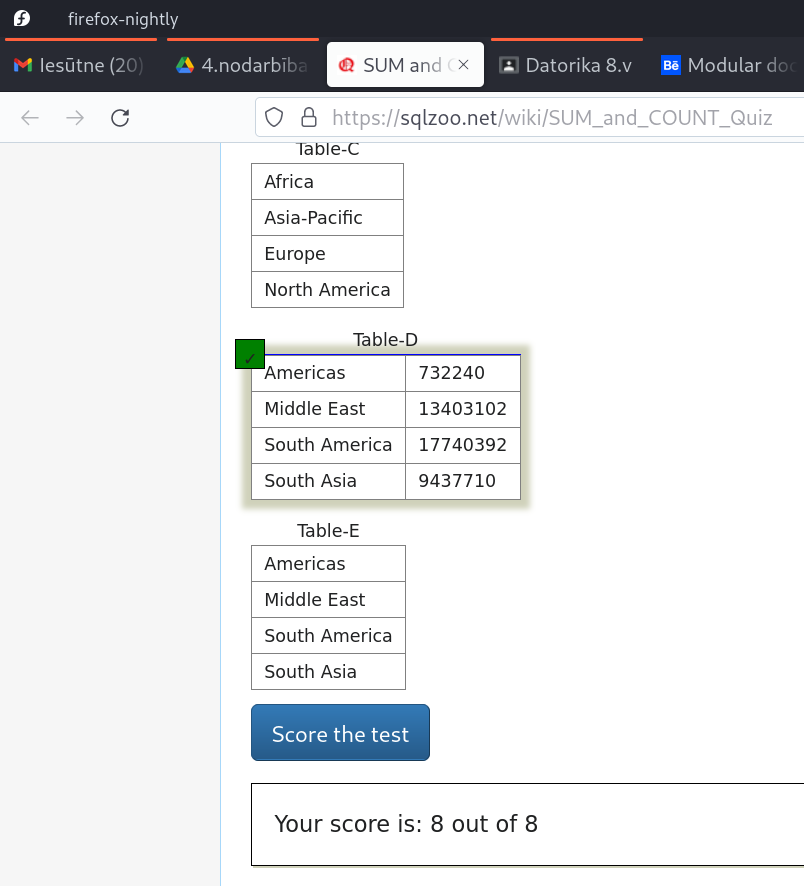 firefox-nightly
Iesūtne (20)
4.nodarbība
SUM and
Datorika 8.v
Bē Modular doc
https://sqlzoo.net/wiki/SUM_and_COUNT_Quiz
Table-C
Africa
Asia-Pacific
Europe
North America
Table-D
Americas 732240
Middle East 13403102
South America 17740392
South Asia 9437710
Table-E
Americas
Middle East
South America
South Asia
Score the test
Your score is: 8 out of 8